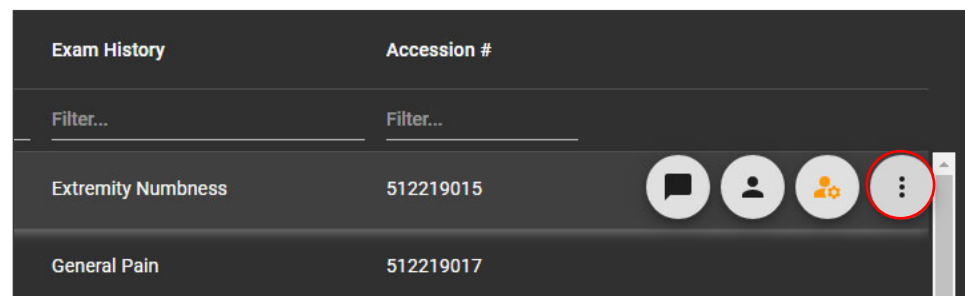 Exam History Accession #
Filter... Filter...
Extremity Numbness 512219015
General Pain 512219017